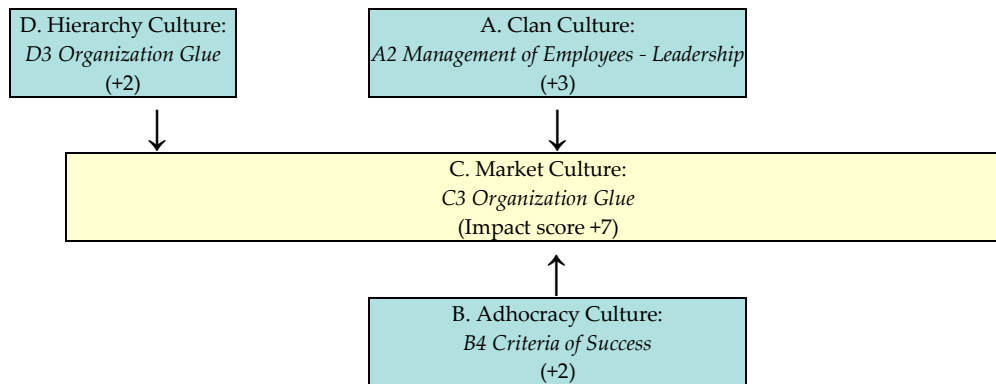 D. Hierarchy Culture:
D3 Organization Glue
(+2)
A. Clan Culture:
A2 Management of Employees - Leadership
(+3)
C. Market Culture:
C3 Organization Glue
(Impact score +7)
B. Adhocracy Culture:
B4 Criteria of Success
(+2)